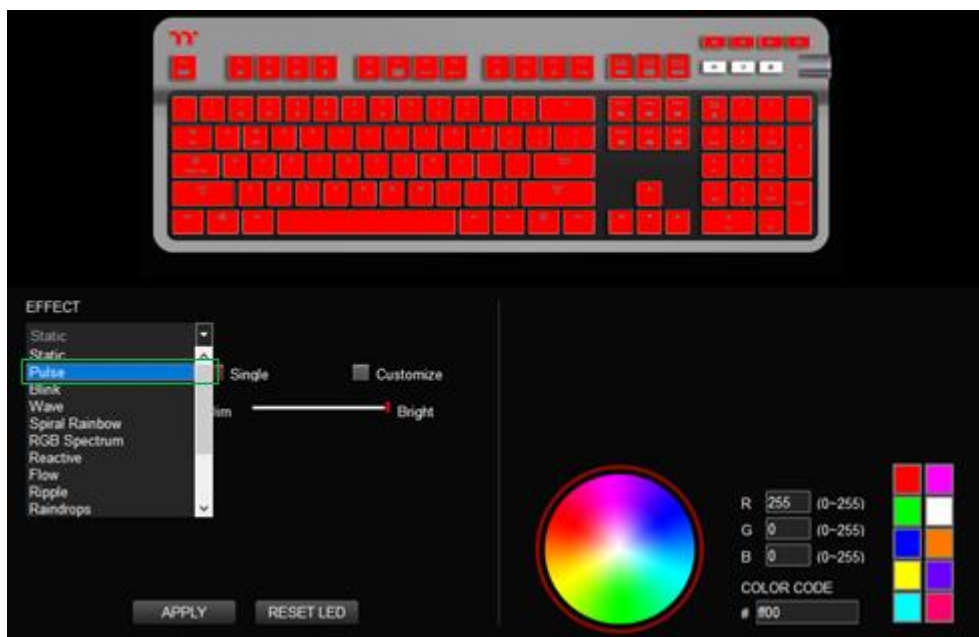 EFFECT
Static
Static
Pulse
Blink
Wave
Spiral Rainbow
RGB Spectrum
Reactive
Flow
Ripple
Raindrops
Single
Customize
Bright
R 255 (0~255)
G 0 (0~255)
B 0 (0~255)
COLOR CODE
# ff00
APPLY
RESET LED